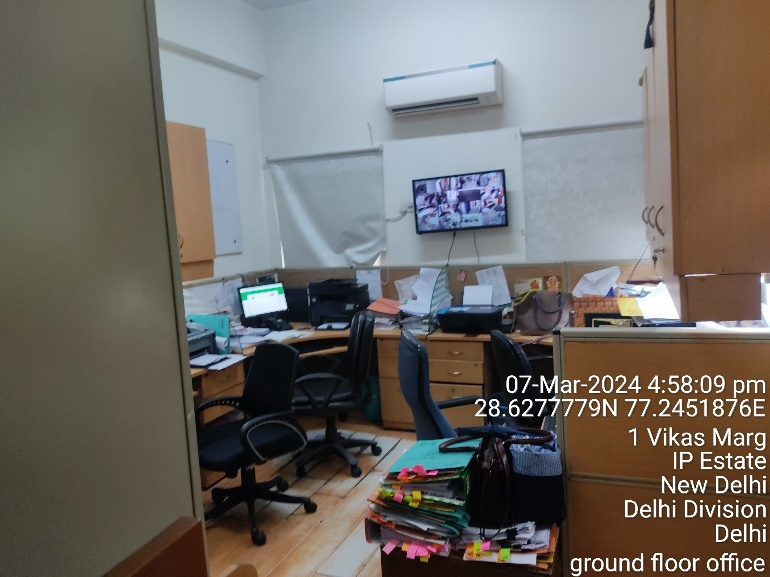 07-Mar-2024 4:58:09 pm
28.6277779N 77.2451876E
1 Vikas Marg
IP Estate
New Delhi
Delhi Division
Delhi
ground floor office